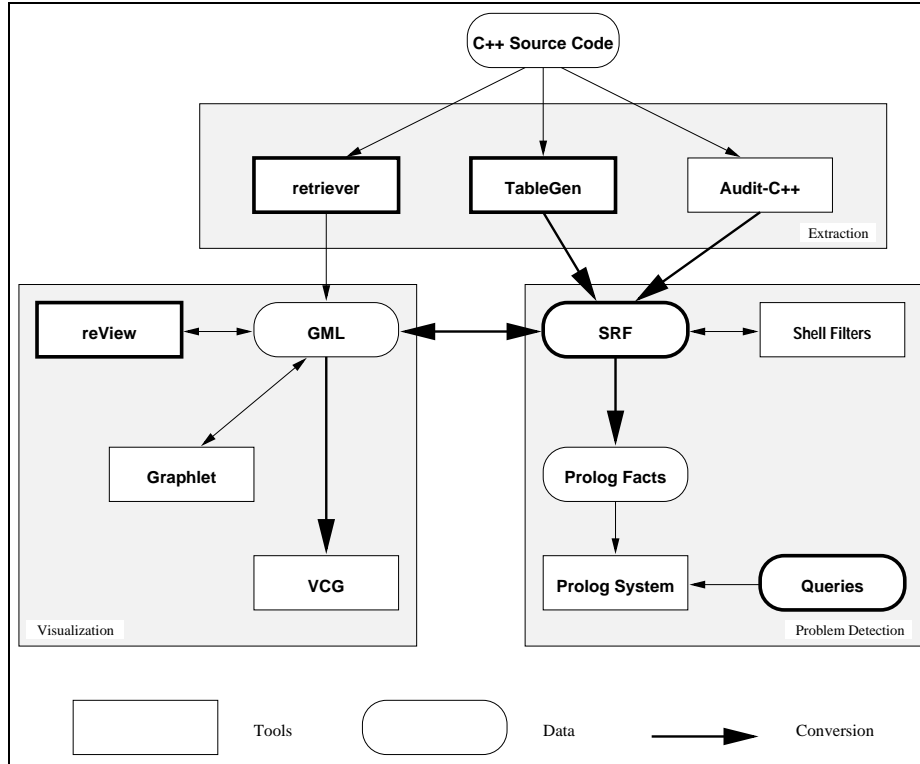 C++ Source Code
retriever
TableGen
Audit-C++
Extraction
reView
GML
SRF
Shell Filters
Graphlet
Prolog Facts
VCG
Prolog System
Queries
Visualization
Problem Detection
Tools
Data
Conversion